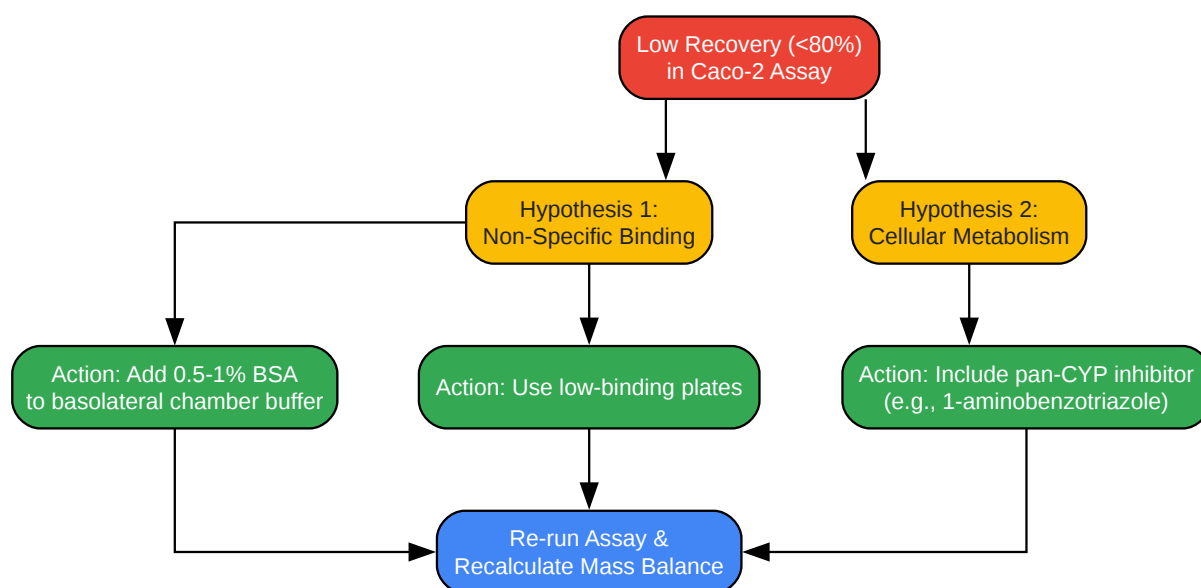 Low Recovery (<80%)
in Caco-2 Assay
Hypothesis 1:
Non-Specific Binding
Hypothesis 2:
Cellular Metabolism
Action: Add 0.5-1% BSA
to basolateral chamber buffer
Action: Use low-binding plates
Action: Include pan-CYP inhibitor
(e.g., 1-aminobenzotriazole)
Re-run Assay &
Recalculate Mass Balance